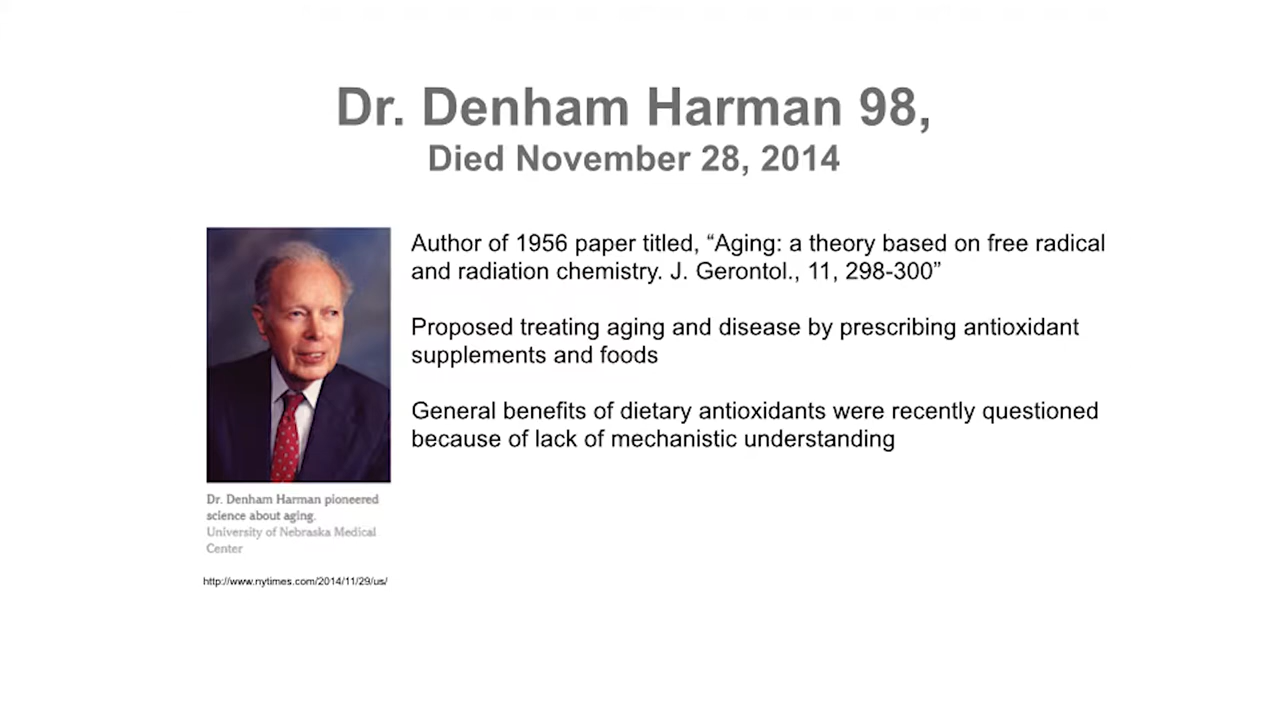 Dr. Denham Harman 98,
Died November 28, 2014
Author of 1956 paper titled, “Aging: a theory based on free radical
and radiation chemistry. J. Gerontol., 11, 298-300”
Proposed treating aging and disease by prescribing antioxidant
supplements and foods
General benefits of dietary antioxidants were recently questioned
because of lack of mechanistic understanding
Dr. Denham Harman pioneered
science about aging.
University of Nebraska Medical
Center
http://www.nytimes.com/2014/11/29/us/